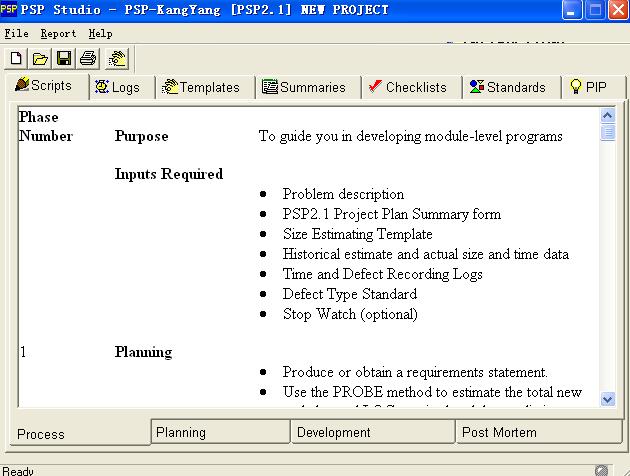 PSP PSP Studio - PSP-KangYang [PSP2.1] NEW PROJECT
File Report Help
Scripts Logs Templates Summaries Checklists Standards PIP
Phase
Number Purpose To guide you in developing module-level programs
Inputs Required
• Problem description
• PSP2.1 Project Plan Summary form
• Size Estimating Template
• Historical estimate and actual size and time data
• Time and Defect Recording Logs
• Defect Type Standard
• Stop Watch (optional)
1 Planning
• Produce or obtain a requirements statement.
• Use the PROBE method to estimate the total new
Process Planning Development Post Mortem
Ready